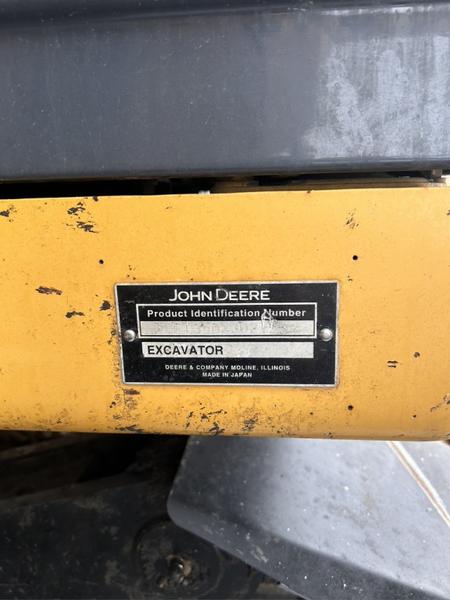 JOHN DEERE
Product Identification Number
EXCAVATOR
DEERE & COMPANY MOLINE, ILLINOIS
MADE IN JAPAN